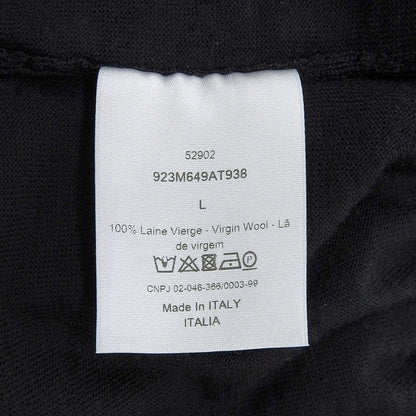 52902
923M649AT938
L
100% Laine Vierge - Virgin Wool - Lã
de virgem
CNPJ 02-046-366/0003-99
Made In ITALY
ITALIA